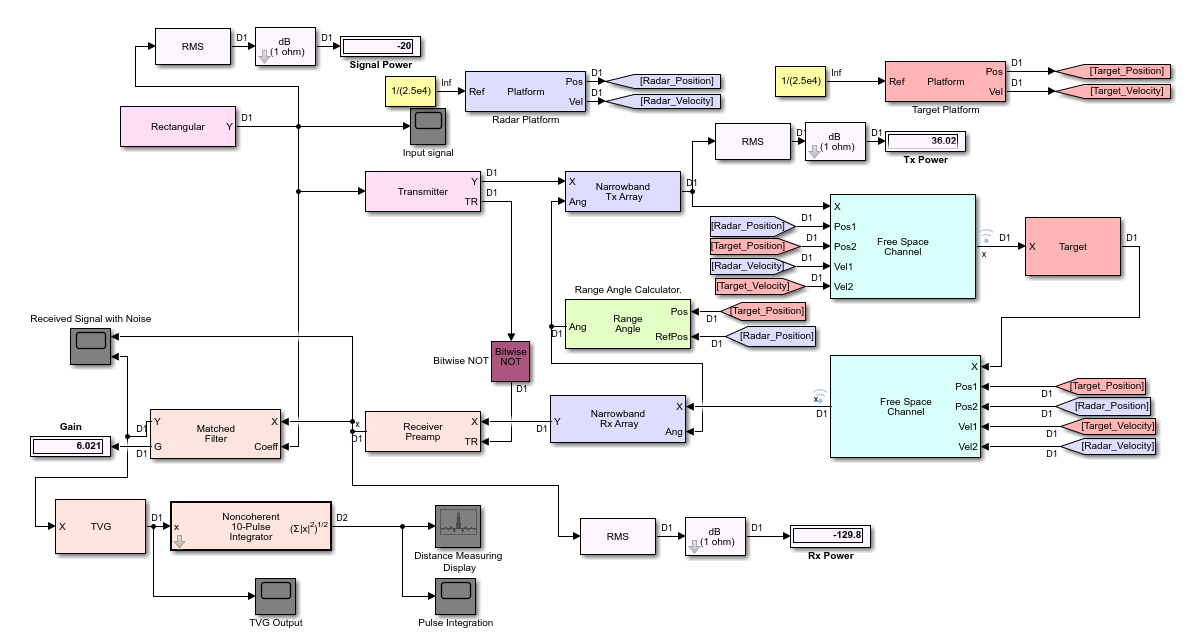 RMS
D1
dB
(1 ohm)
D1
-20
Signal Power
1/(2.5e4)
Inf
Ref
Platform
Pos
Vel
D1
D1
[Radar_Position]
[Radar_Velocity]
Radar Platform
1/(2.5e4)
Inf
Ref
Platform
Pos
Vel
D1
D1
[Target_Position]
[Target_Velocity]
Target Platform
Rectangular
Y
D1
Input signal
RMS
D1
dB
(1 ohm)
D1
36.02
Tx Power
Transmitter
Y
TR
D1
D1
X
Ang
Narrowband
Tx Array
D1
[Radar_Position]
D1
[Target_Position]
D1
[Radar_Velocity]
D1
[Target_Velocity]
D1
X
Pos1
Pos2
Vel1
Vel2
Free Space
Channel
x
D1
X
Target
D1
Range Angle Calculator.
Ang
Range
Angle
Pos
RefPos
D1
D1
D1
[Target_Position]
[Radar_Position]
Received Signal with Noise
Bitwise NOT
Bitwise
NOT
D1
Free Space
Channel
X
Pos1
Pos2
Vel1
Vel2
x
D1
D1
[Target_Position]
D1
[Radar_Position]
D1
[Target_Velocity]
D1
[Radar_Velocity]
Gain
6.021
D1
D1
Y
G
Matched
Filter
X
Coeff
x
D1
Receiver
Preamp
X
TR
D1
Y
Narrowband
Rx Array
X
Ang
X
TVG
D1
x
Noncoherent
10-Pulse
Integrator
(Σ|x|²)^1/2
D2
Distance Measuring
Display
RMS
D1
dB
(1 ohm)
D1
-129.8
Rx Power
TVG Output
Pulse Integration